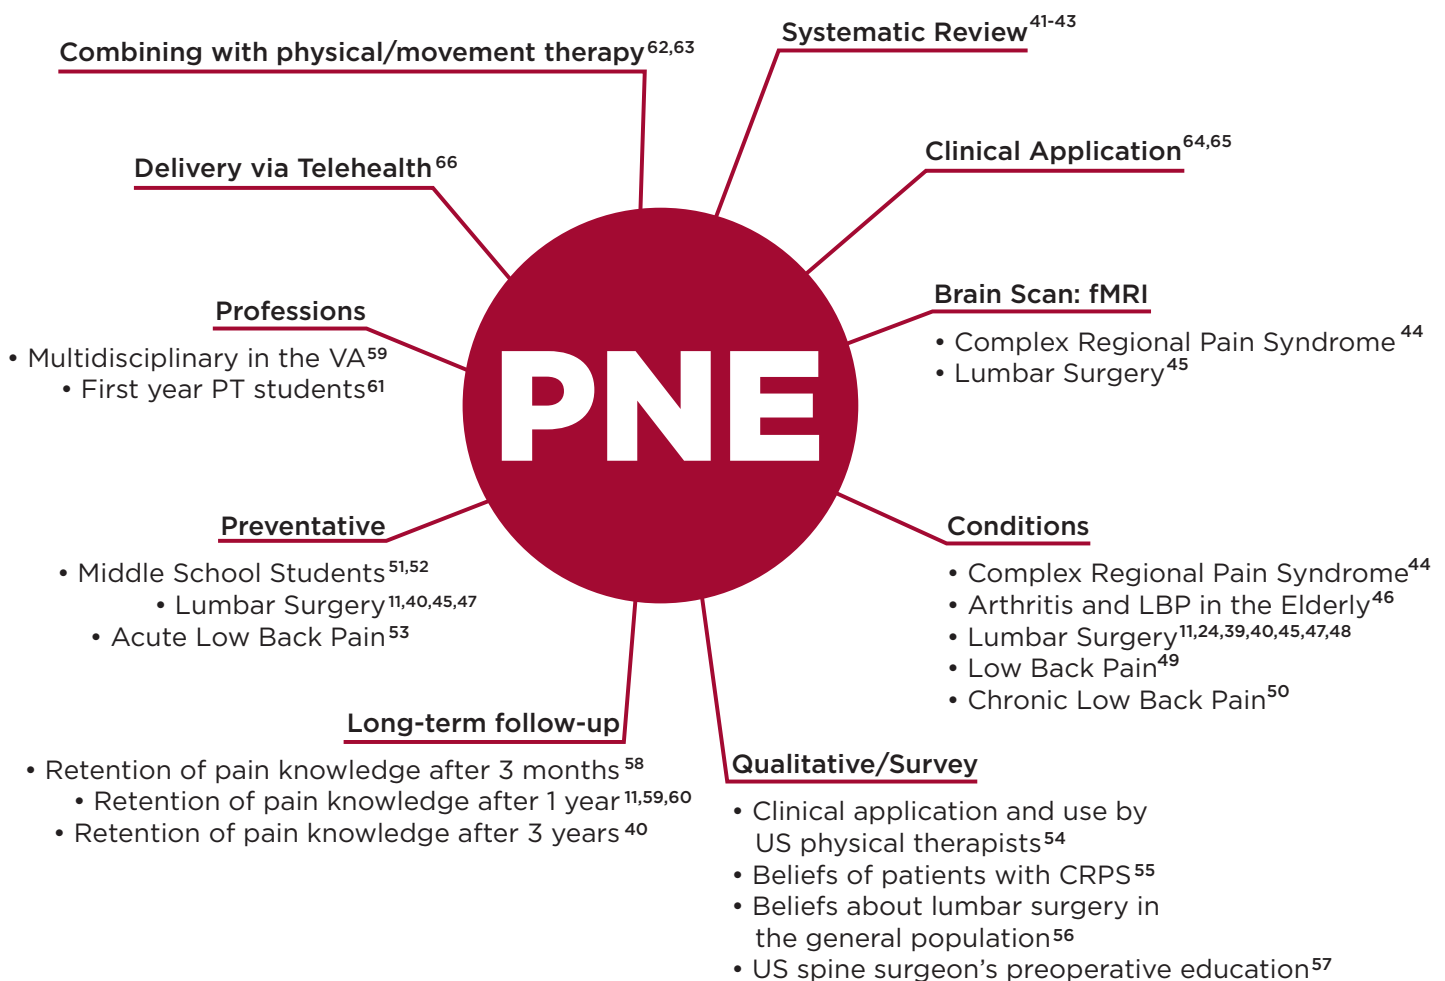 Combining with physical/movement therapy62,63
Systematic Review41-43
Delivery via Telehealth66
Clinical Application64,65
Professions
• Multidisciplinary in the VA59
• First year PT students61
Brain Scan: fMRI
• Complex Regional Pain Syndrome44
• Lumbar Surgery45
PNE
Preventative
• Middle School Students51,52
• Lumbar Surgery11,40,45,47
• Acute Low Back Pain53
Conditions
• Complex Regional Pain Syndrome44
• Arthritis and LBP in the Elderly46
• Lumbar Surgery11,24,39,40,45,47,48
• Low Back Pain49
• Chronic Low Back Pain50
Long-term follow-up
• Retention of pain knowledge after 3 months58
• Retention of pain knowledge after 1 year11,59,60
• Retention of pain knowledge after 3 years40
Qualitative/Survey
• Clinical application and use by
US physical therapists54
• Beliefs of patients with CRPS55
• Beliefs about lumbar surgery in
the general population56
• US spine surgeon's preoperative education57